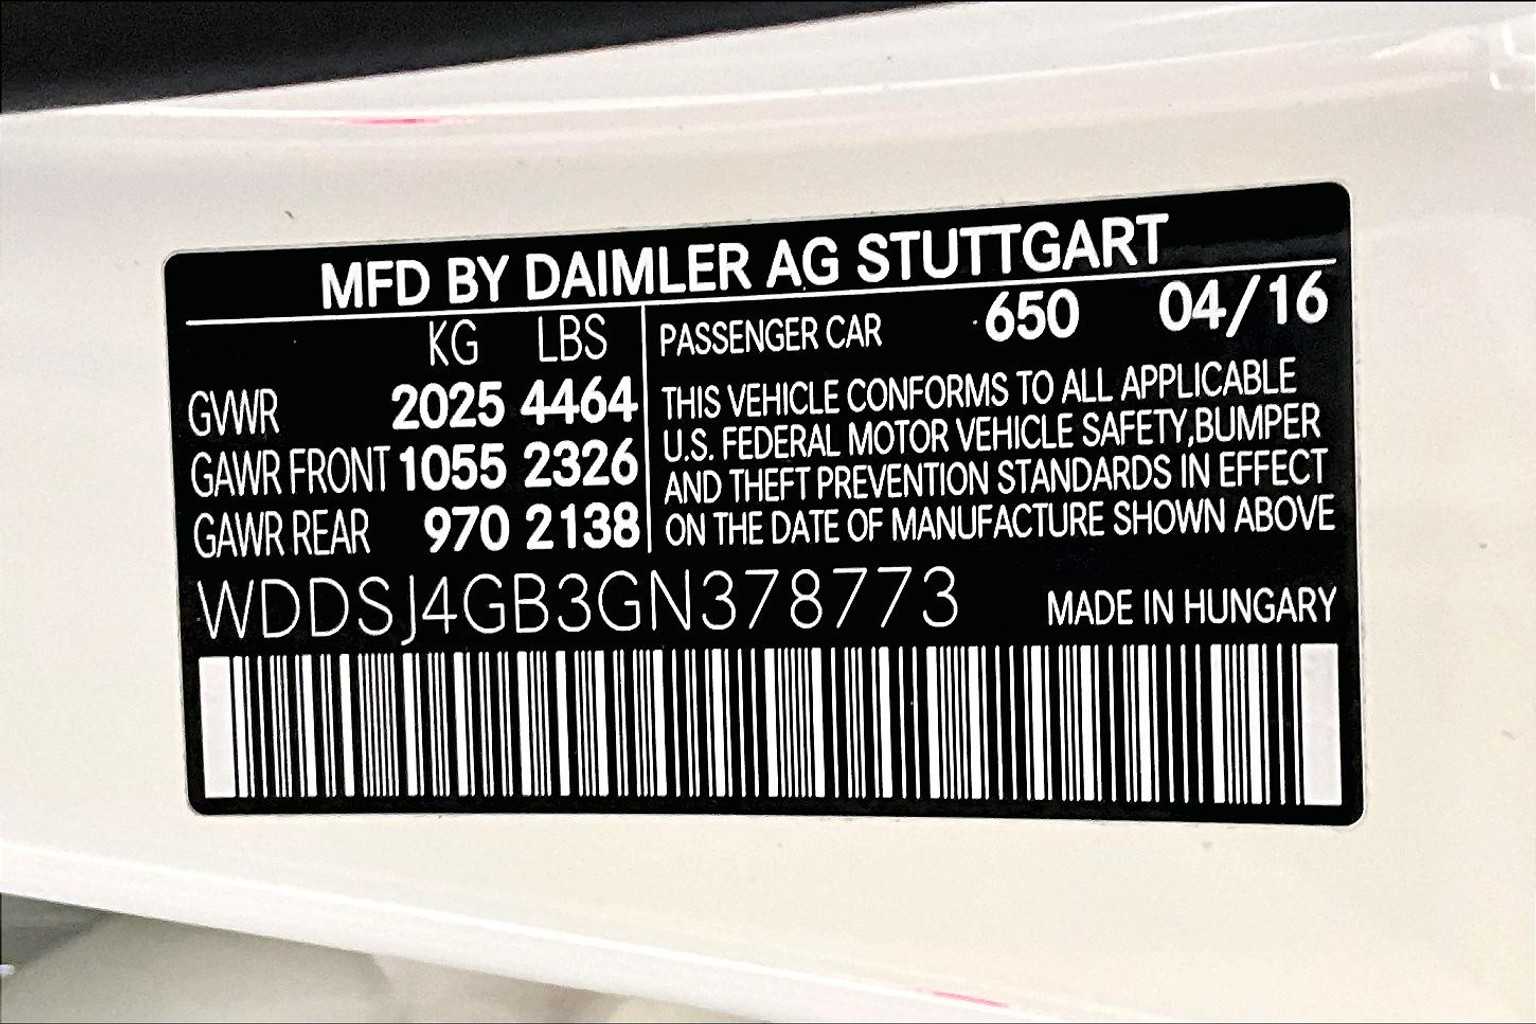 MFD BY DAIMLER AG STUTTGART
KG LBS
GVWR 2025 4464
GAWR FRONT 1055 2326
GAWR REAR 970 2138
PASSENGER CAR 650 04/16
THIS VEHICLE CONFORMS TO ALL APPLICABLE
U.S. FEDERAL MOTOR VEHICLE SAFETY,BUMPER
AND THEFT PREVENTION STANDARDS IN EFFECT
ON THE DATE OF MANUFACTURE SHOWN ABOVE
WDDSJ4GB3GN378773
MADE IN HUNGARY